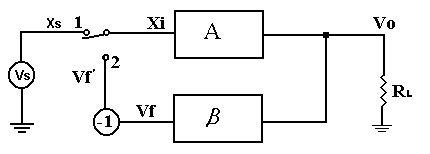 Xs 1 Xi A Vo
Vs
2
Vf'
-1 Vf β
RL